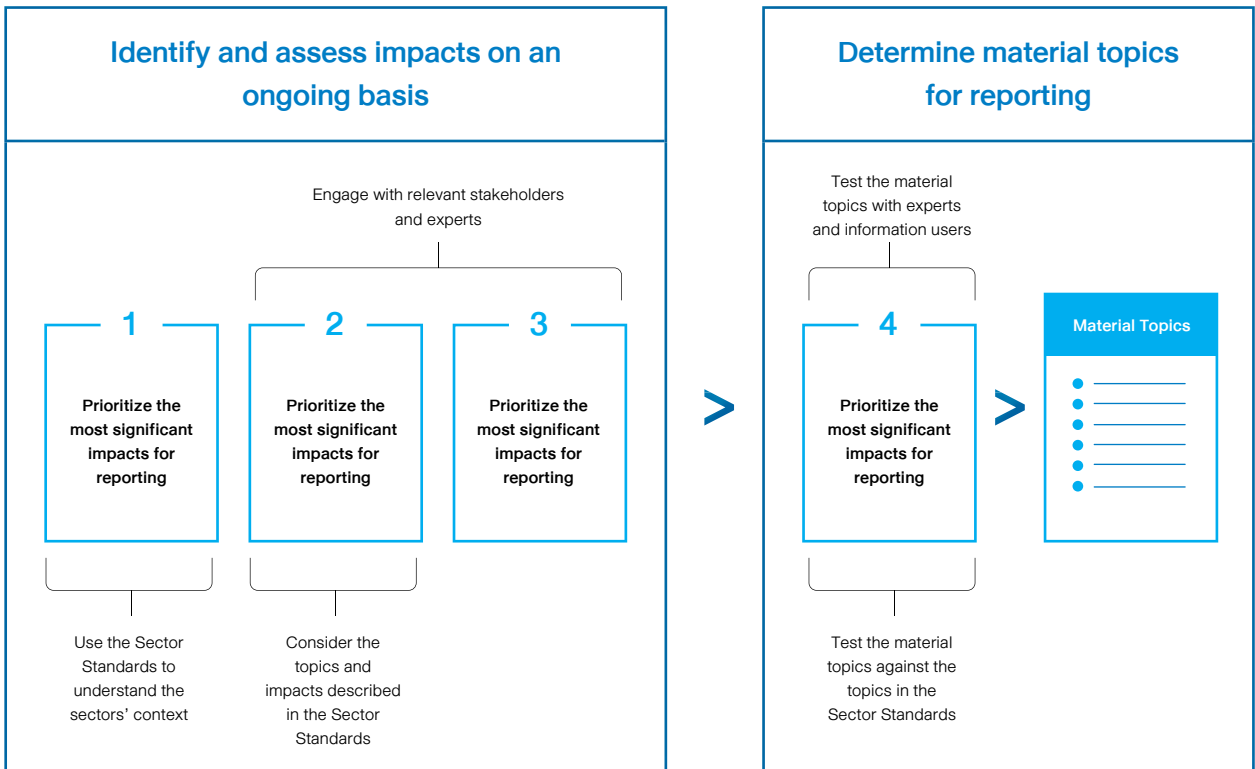 Identify and assess impacts on an
ongoing basis
Engage with relevant stakeholders
and experts
1
Prioritize the
most significant
impacts for
reporting
2
Prioritize the
most significant
impacts for
reporting
3
Prioritize the
most significant
impacts for
reporting
Use the Sector
Standards to
understand the
sectors’ context
Consider the
topics and
impacts described
in the Sector
Standards
>
Determine material topics
for reporting
Test the material
topics with experts
and information users
4
Prioritize the
most significant
impacts for
reporting
Test the material
topics against the
topics in the
Sector Standards
>
Material Topics